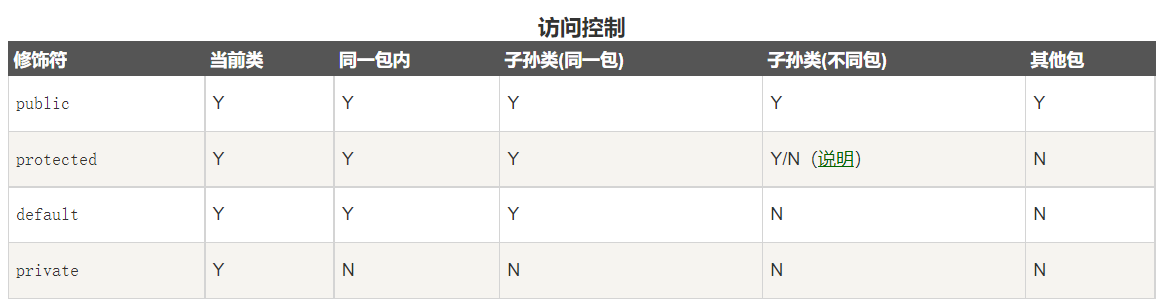 访问控制
修饰符 当前类 同一包内 子孙类(同一包) 子孙类(不同包) 其他包
public Y Y Y Y Y
protected Y Y Y Y/N（说明） N
default Y Y Y N N
private Y N N N N